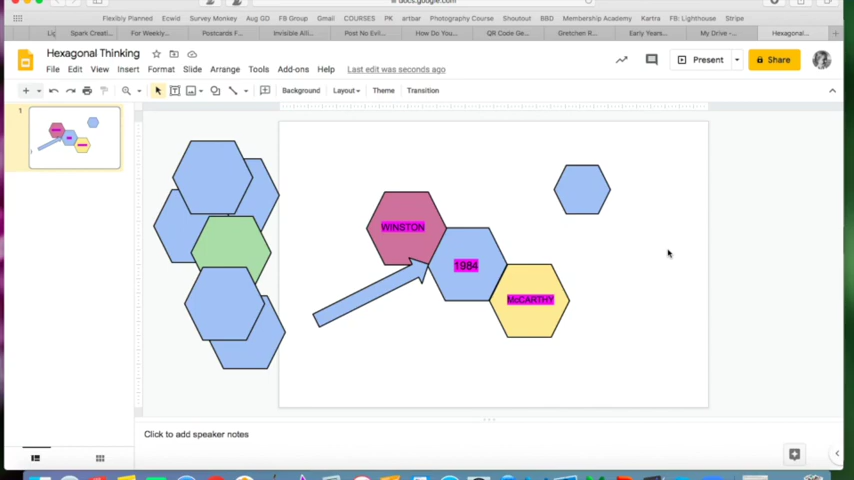 docs.google.com
Flexibly Planned Ecwid Survey Monkey Aug GO FB Group Gmail COURSES PK artbar Photography Course Shoutout BBD Membership Academy Kartra FB: Lighthouse Stripe
Spark Creati... For Weekly... Postcards F... Invisible Alli... Post No Evil... How Do You... QR Code Ge... Gretchen R... Early Years... My Drive -... Hexagonal...
Hexagonal Thinking
File Edit View Insert Format Slide Arrange Tools Add-ons Help Last edit was seconds ago
Present Share
Background Layout Theme Transition
1
WINSTON
1984
McCARTHY
Click to add speaker notes